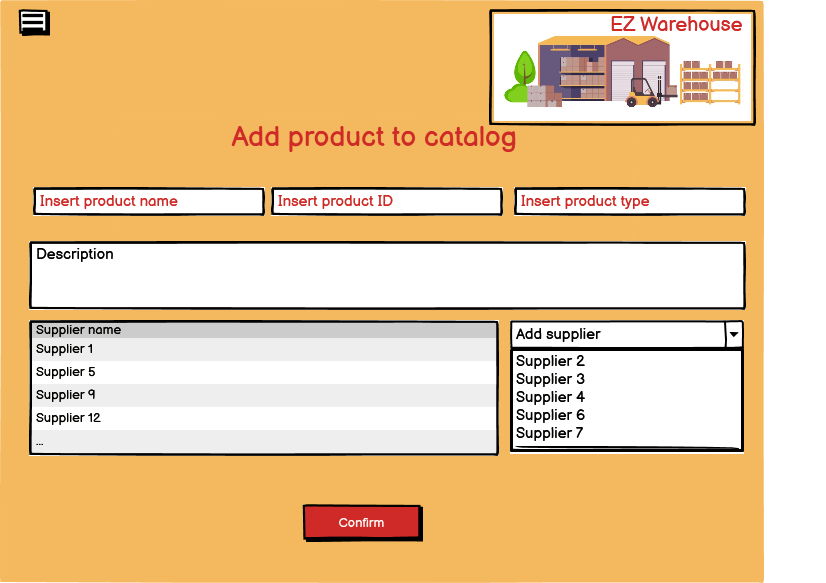 EZ Warehouse
Add product to catalog
Insert product name
Insert product ID
Insert product type
Description
Supplier name
Supplier 1
Supplier 5
Supplier 9
Supplier 12
...
Add supplier
Supplier 2
Supplier 3
Supplier 4
Supplier 6
Supplier 7
Confirm